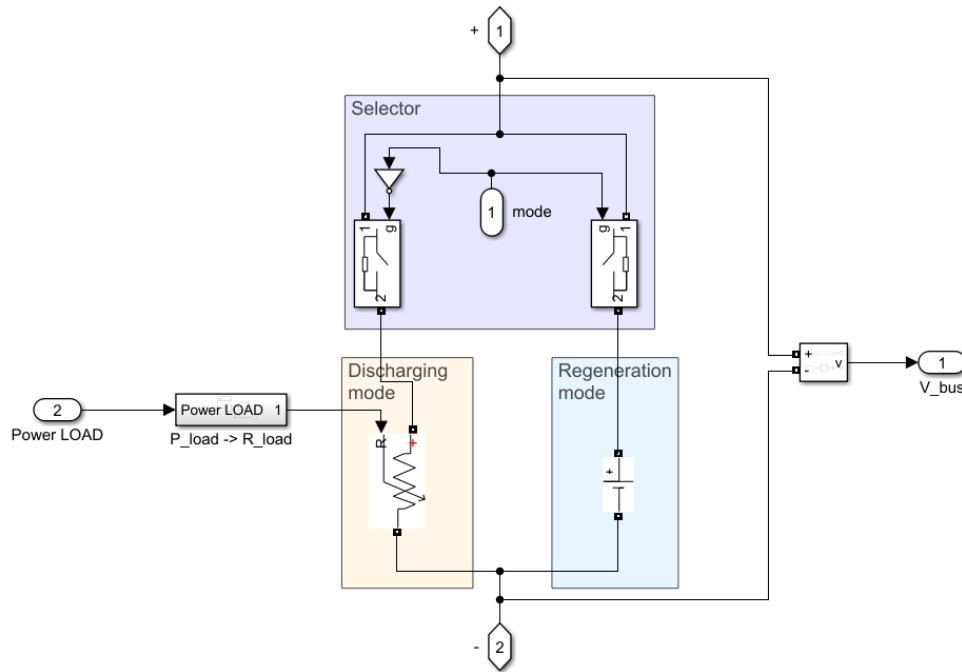 + 1
Selector
1 mode
1 g
g 1
2
2
Discharging
mode
Regeneration
mode
+
-
v
1
V_bus
2
Power LOAD
Power LOAD 1
P_load -> R_load
R +
+
- 2